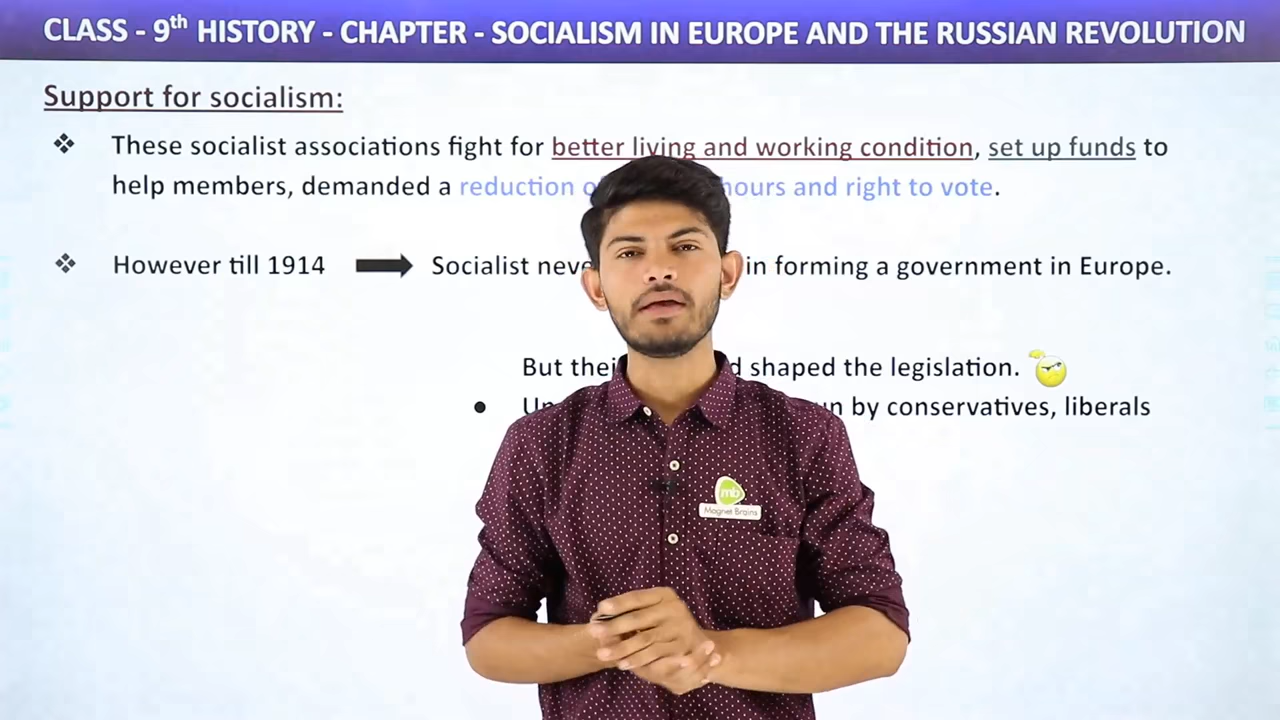 CLASS - 9th HISTORY - CHAPTER - SOCIALISM IN EUROPE AND THE RUSSIAN REVOLUTION
Support for socialism:
These socialist associations fight for better living and working condition, set up funds to
help members, demanded a reduction hours and right to vote.
However till 1914 Socialist in forming a government in Europe.
But shaped the legislation.
by conservatives, liberals
mb
Magnet Brains